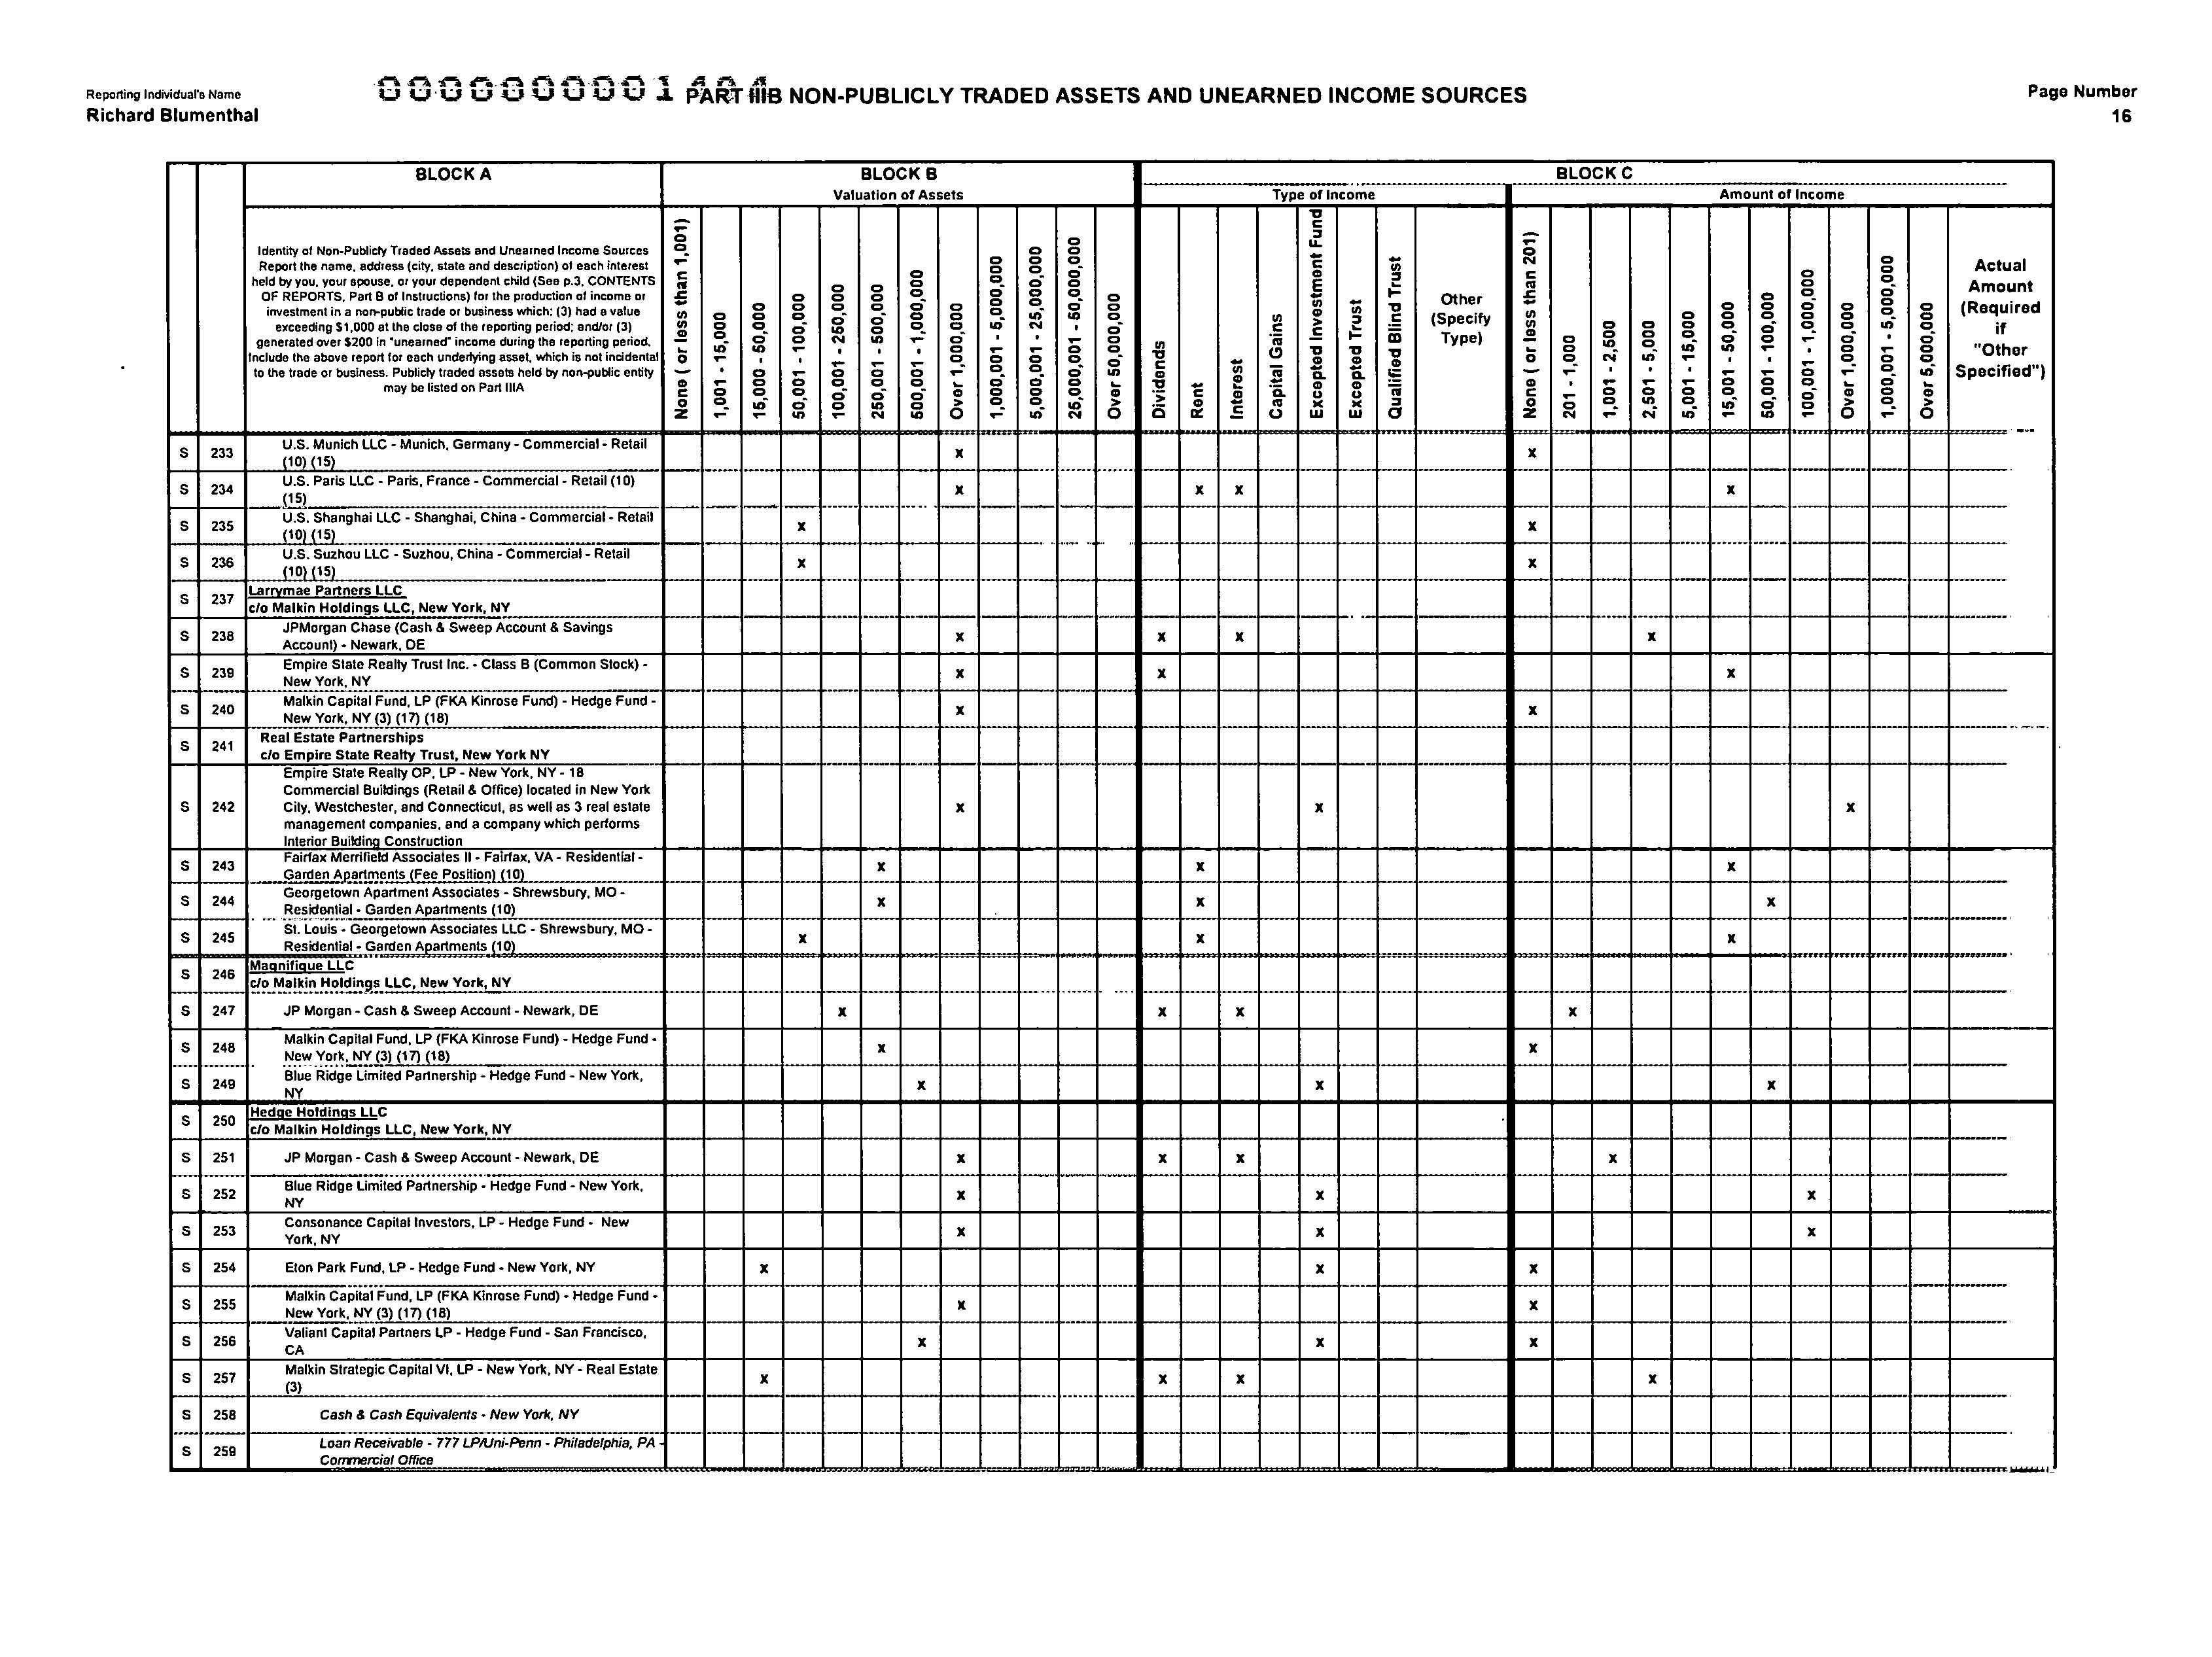 Reporting Individual's Name
Richard Blumenthal
PART IIIB NON-PUBLICLY TRADED ASSETS AND UNEARNED INCOME SOURCES
Page Number
16
BLOCK A
BLOCK B
BLOCK C
Valuation of Assets
Type of Income
Amount of Income
Identity of Non-Publicly Traded Assets and Unearned Income Sources
Report the name, address (city, state and description) of each interest
held by you, your spouse, or your dependent child (See p.3, CONTENTS
OF REPORTS, Part B of Instructions) for the production of income or
investment in a non-public trade or business which: (3) had a value
exceeding $1,000 at the close of the reporting period; and/or (3)
generated over $200 in "unearned" income during the reporting period.
Include the above report for each underlying asset, which is not incidental
to the trade or business. Publicly traded assets held by non-public entity
may be listed on Part IIIA
None ( or less than 1,001)
1,001 - 15,000
15,000 - 50,000
50,001 - 100,000
100,001 - 250,000
250,001 - 500,000
500,001 - 1,000,000
Over 1,000,000
1,000,001 - 5,000,000
5,000,001 - 25,000,000
25,000,001 - 50,000,000
Over 50,000,000
Dividends
Rent
Interest
Capital Gains
Excepted Investment Fund
Excepted Trust
Qualified Blind Trust
Other
(Specify
Type)
None ( or less than 201)
201 - 1,000
1,001 - 2,500
2,501 - 5,000
5,001 - 15,000
15,001 - 50,000
50,001 - 100,000
100,001 - 1,000,000
Over 1,000,000
1,000,001 - 5,000,000
Over 5,000,000
Actual
Amount
(Required
if
"Other
Specified")
S 233 U.S. Munich LLC - Munich, Germany - Commercial - Retail
(10) (15) x x
S 234 U.S. Paris LLC - Paris, France - Commercial - Retail (10)
(15) x x x x
S 235 U.S. Shanghai LLC - Shanghai, China - Commercial - Retail
(10) (15) x x
S 236 U.S. Suzhou LLC - Suzhou, China - Commercial - Retail
(10) (15) x x
S 237 Larrymae Partners LLC
c/o Malkin Holdings LLC, New York, NY
S 238 JPMorgan Chase (Cash & Sweep Account & Savings
Account) - Newark, DE x x x x
S 239 Empire State Realty Trust Inc. - Class B (Common Stock) -
New York, NY x x x
S 240 Malkin Capital Fund, LP (FKA Kinrose Fund) - Hedge Fund -
New York, NY (3) (17) (18) x x
S 241 Real Estate Partnerships
c/o Empire State Realty Trust, New York NY
S 242 Empire State Realty OP, LP - New York, NY - 18
Commercial Buildings (Retail & Office) located in New York
City, Westchester, and Connecticut, as well as 3 real estate
management companies, and a company which performs
Interior Building Construction x x x
S 243 Fairfax Merrifield Associates II - Fairfax, VA - Residential -
Garden Apartments (Fee Position) (10) x x x
S 244 Georgetown Apartment Associates - Shrewsbury, MO -
Residential - Garden Apartments (10) x x x
S 245 St. Louis - Georgetown Associates LLC - Shrewsbury, MO -
Residential - Garden Apartments (10) x x x
S 246 Magnifique LLC
c/o Malkin Holdings LLC, New York, NY
S 247 JP Morgan - Cash & Sweep Account - Newark, DE x x x x
S 248 Malkin Capital Fund, LP (FKA Kinrose Fund) - Hedge Fund -
New York, NY (3) (17) (18) x x
S 249 Blue Ridge Limited Partnership - Hedge Fund - New York,
NY x x x
S 250 Hedge Holdings LLC
c/o Malkin Holdings LLC, New York, NY
S 251 JP Morgan - Cash & Sweep Account - Newark, DE x x x x
S 252 Blue Ridge Limited Partnership - Hedge Fund - New York,
NY x x x
S 253 Consonance Capital Investors, LP - Hedge Fund - New
York, NY x x x
S 254 Eton Park Fund, LP - Hedge Fund - New York, NY x x x
S 255 Malkin Capital Fund, LP (FKA Kinrose Fund) - Hedge Fund -
New York, NY (3) (17) (18) x x
S 256 Valiant Capital Partners LP - Hedge Fund - San Francisco,
CA x x x
S 257 Malkin Strategic Capital VI, LP - New York, NY - Real Estate
(3) x x x x
S 258 Cash & Cash Equivalents - New York, NY
S 259 Loan Receivable - 777 LP/Uni-Penn - Philadelphia, PA -
Commercial Office